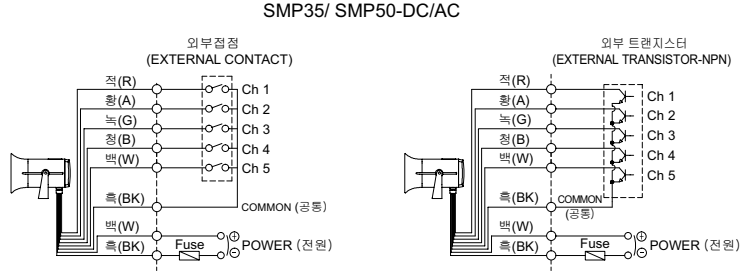 SMP35/ SMP50-DC/AC
외부접점
(EXTERNAL CONTACT)
적(R)
Ch 1
황(A)
Ch 2
녹(G)
Ch 3
청(B)
Ch 4
백(W)
Ch 5
흑(BK)
COMMON (공통)
백(W)
흑(BK)
Fuse
POWER (전원)
외부 트랜지스터
(EXTERNAL TRANSISTOR-NPN)
적(R)
Ch 1
황(A)
Ch 2
녹(G)
Ch 3
청(B)
Ch 4
백(W)
Ch 5
흑(BK)
COMMON
(공통)
백(W)
흑(BK)
Fuse
POWER (전원)